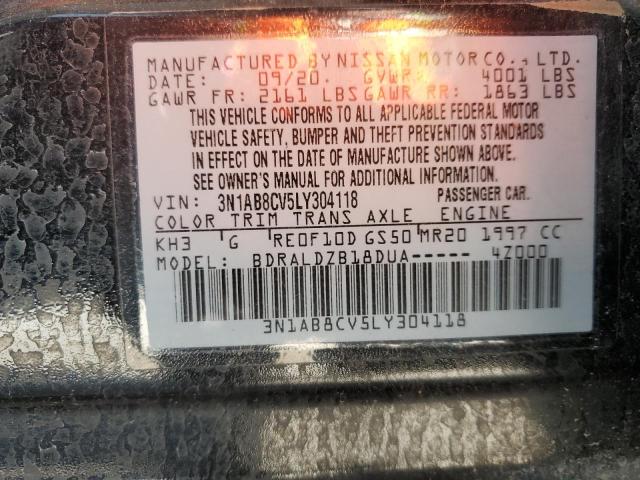 MANUFACTURED BY NISSAN MOTOR CO., LTD.
DATE: 09/20. GVWR: 4001 LBS
GAWR FR: 2161 LBS GAWR RR: 1863 LBS
THIS VEHICLE CONFORMS TO ALL APPLICABLE FEDERAL MOTOR
VEHICLE SAFETY, BUMPER AND THEFT PREVENTION STANDARDS
IN EFFECT ON THE DATE OF MANUFACTURE SHOWN ABOVE.
SEE OWNER'S MANUAL FOR ADDITIONAL INFORMATION.
VIN: 3N1AB8CV5LY304118 PASSENGER CAR.
COLOR TRIM TRANS AXLE ENGINE
KH3 G RE0F10D GS50 MR20 1997 CC
MODEL: BDRALDZB18DUA----- 4Z000
3N1AB8CV5LY304118